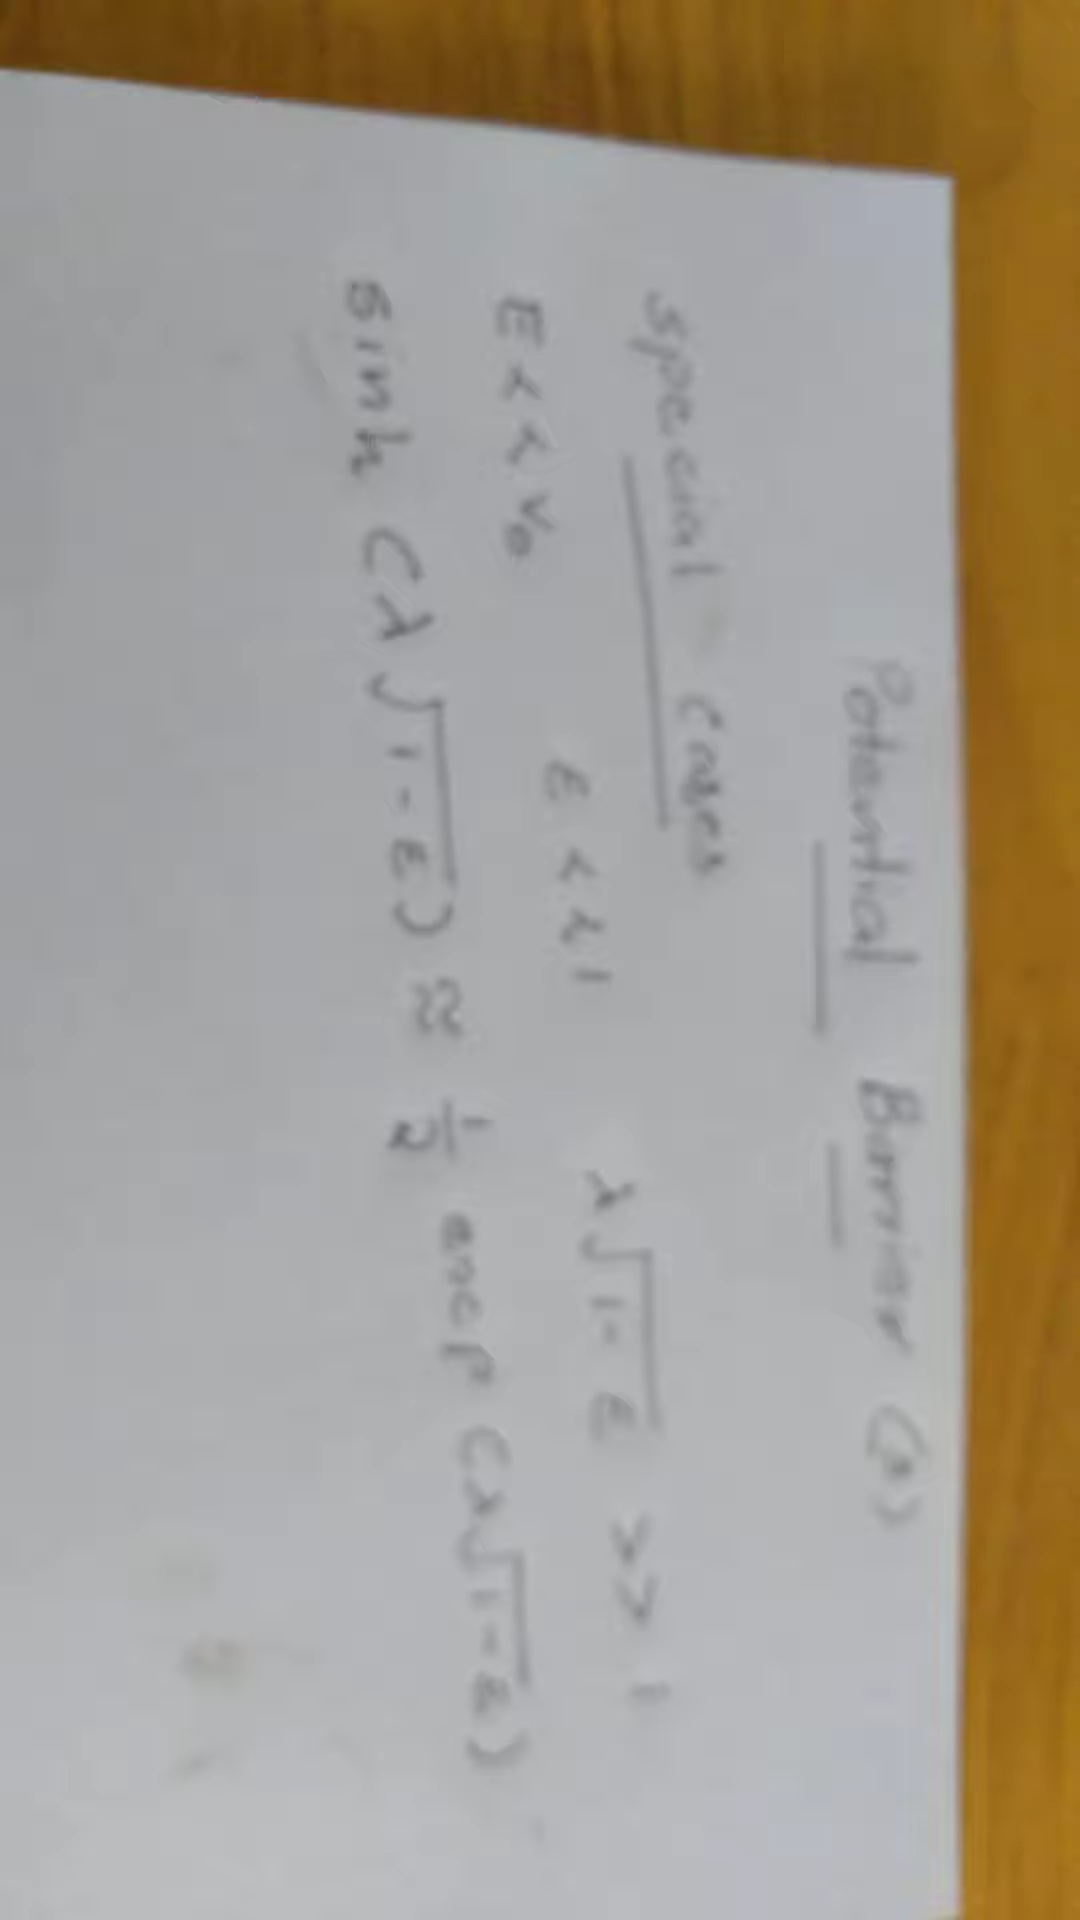 Potential Barrier (2)
Special Cases
E << V₀ ε << 1 λ√(1-ε) >> 1
sinh (λ√(1-ε)) ≈ 1/2 exp (λ√(1-ε))